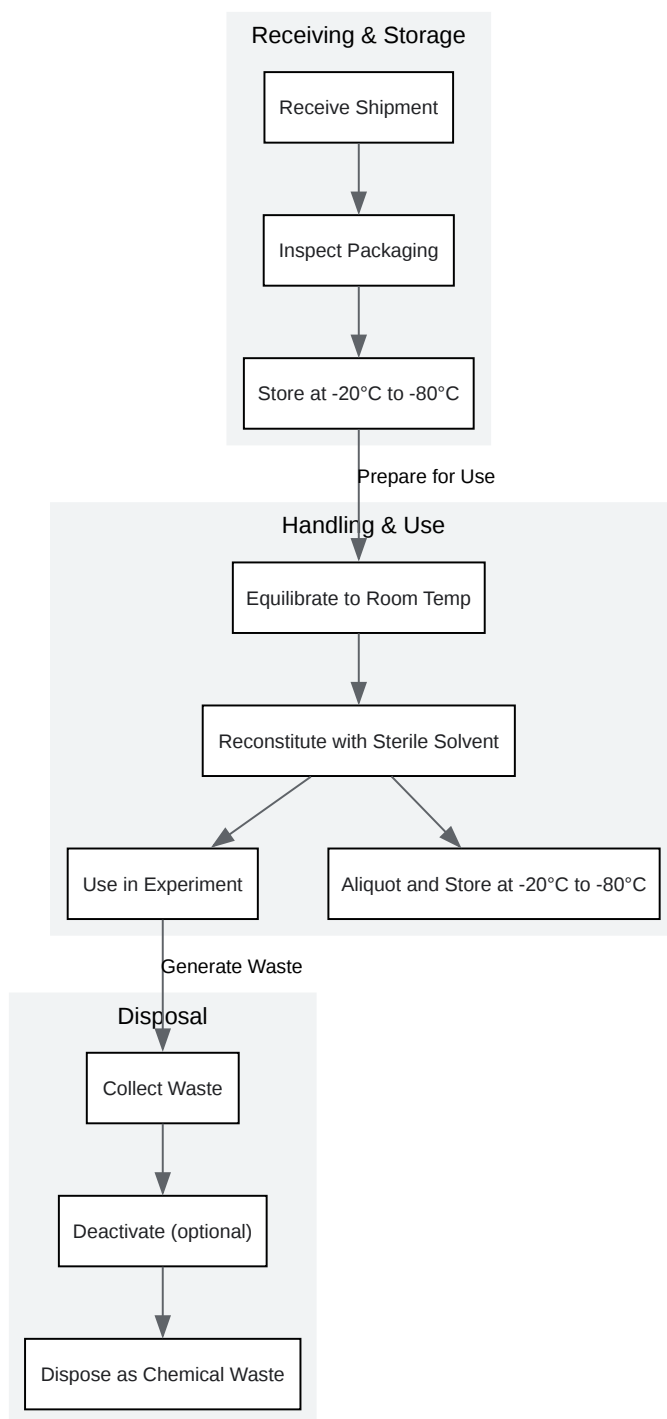 Receiving & Storage
Receive Shipment
Inspect Packaging
Store at -20°C to -80°C
Prepare for Use
Handling & Use
Equilibrate to Room Temp
Reconstitute with Sterile Solvent
Use in Experiment
Aliquot and Store at -20°C to -80°C
Generate Waste
Disposal
Collect Waste
Deactivate (optional)
Dispose as Chemical Waste